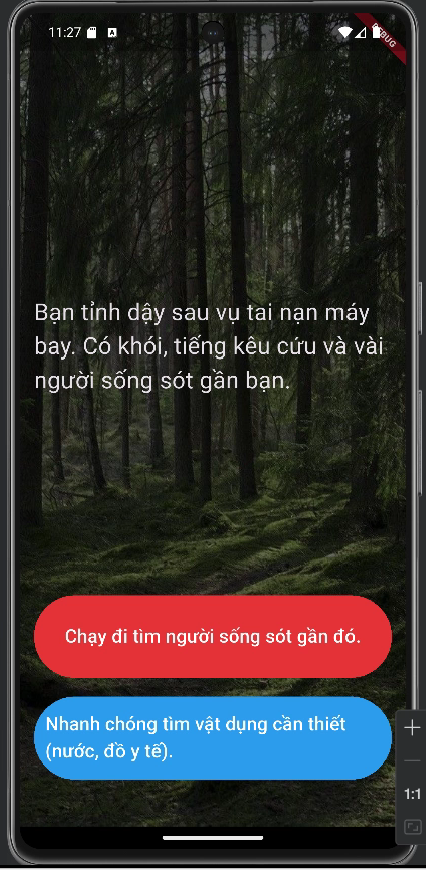 11:27
DEBUG
Bạn tỉnh dậy sau vụ tai nạn máy
bay. Có khói, tiếng kêu cứu và vài
người sống sót gần bạn.
Chạy đi tìm người sống sót gần đó.
Nhanh chóng tìm vật dụng cần thiết
(nước, đồ y tế).
1:1